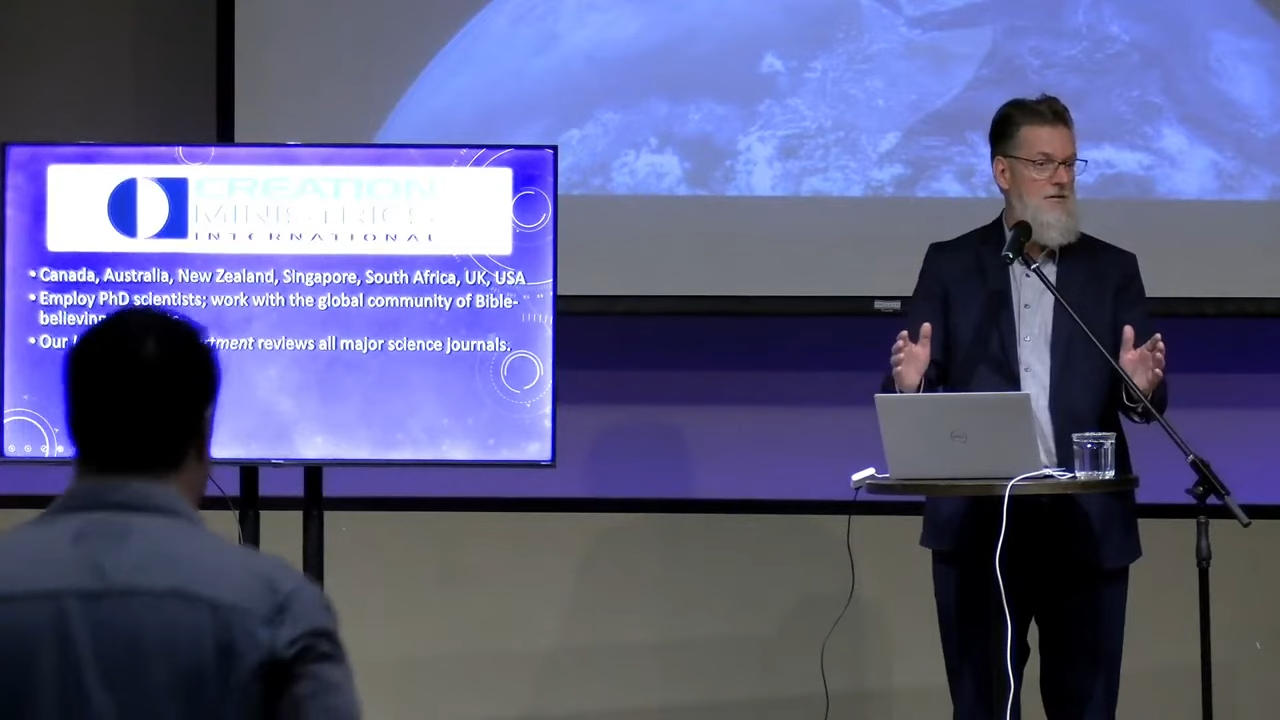 CREATION
MINISTRIES
INTERNATIONAL
• Canada, Australia, New Zealand, Singapore, South Africa, UK, USA
• Employ PhD scientists; work with the global community of Bible-
believing
• Our reviews all major science journals.
DELL